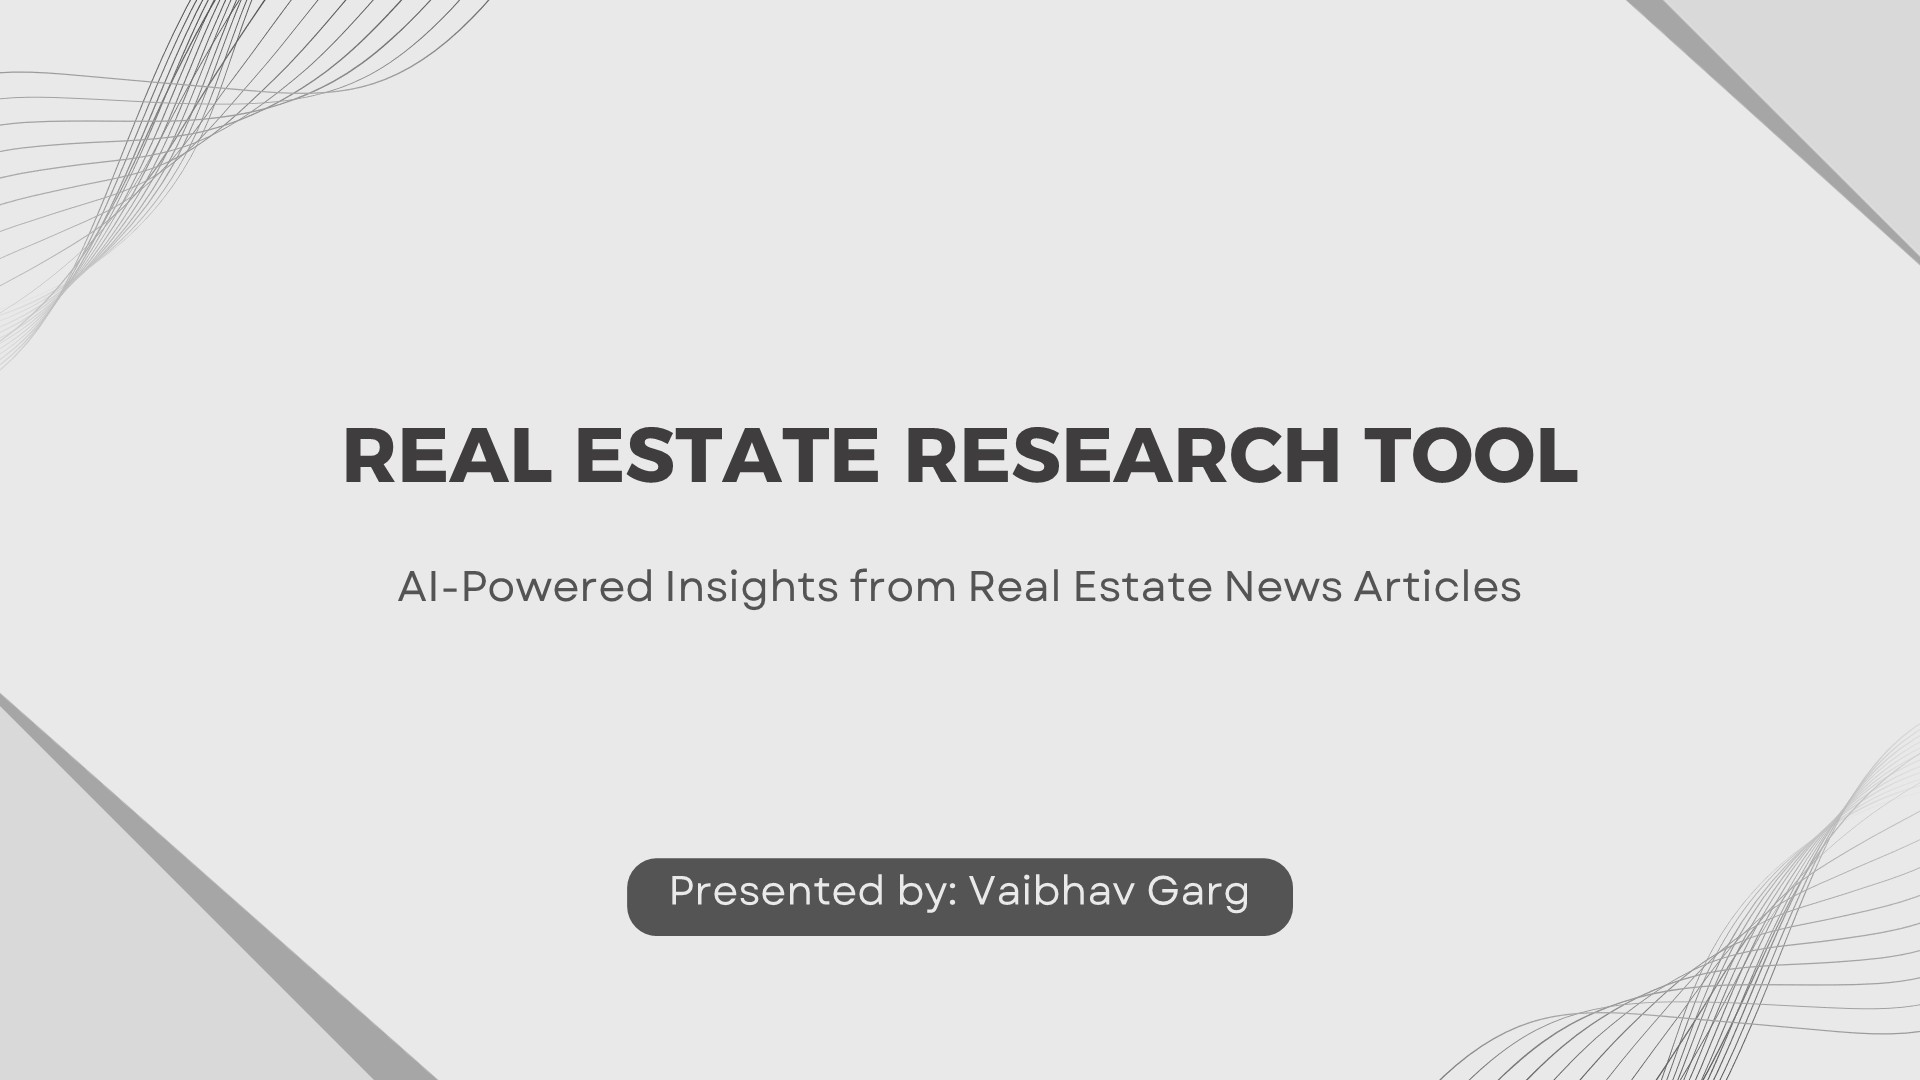 REAL ESTATE RESEARCH TOOL
AI-Powered Insights from Real Estate News Articles
Presented by: Vaibhav Garg